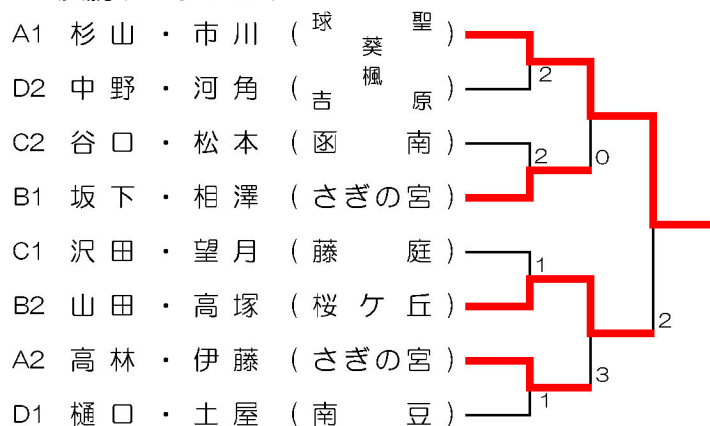 A1 杉山・市川 (球葵聖)
D2 中野・河角 (吉楓原)
C2 谷口・松本 (函南)
B1 坂下・相澤 (さぎの宮)
C1 沢田・望月 (藤庭)
B2 山田・高塚 (桜ケ丘)
A2 高林・伊藤 (さぎの宮)
D1 樋口・土屋 (南豆)
2
2
0
1
2
3
1